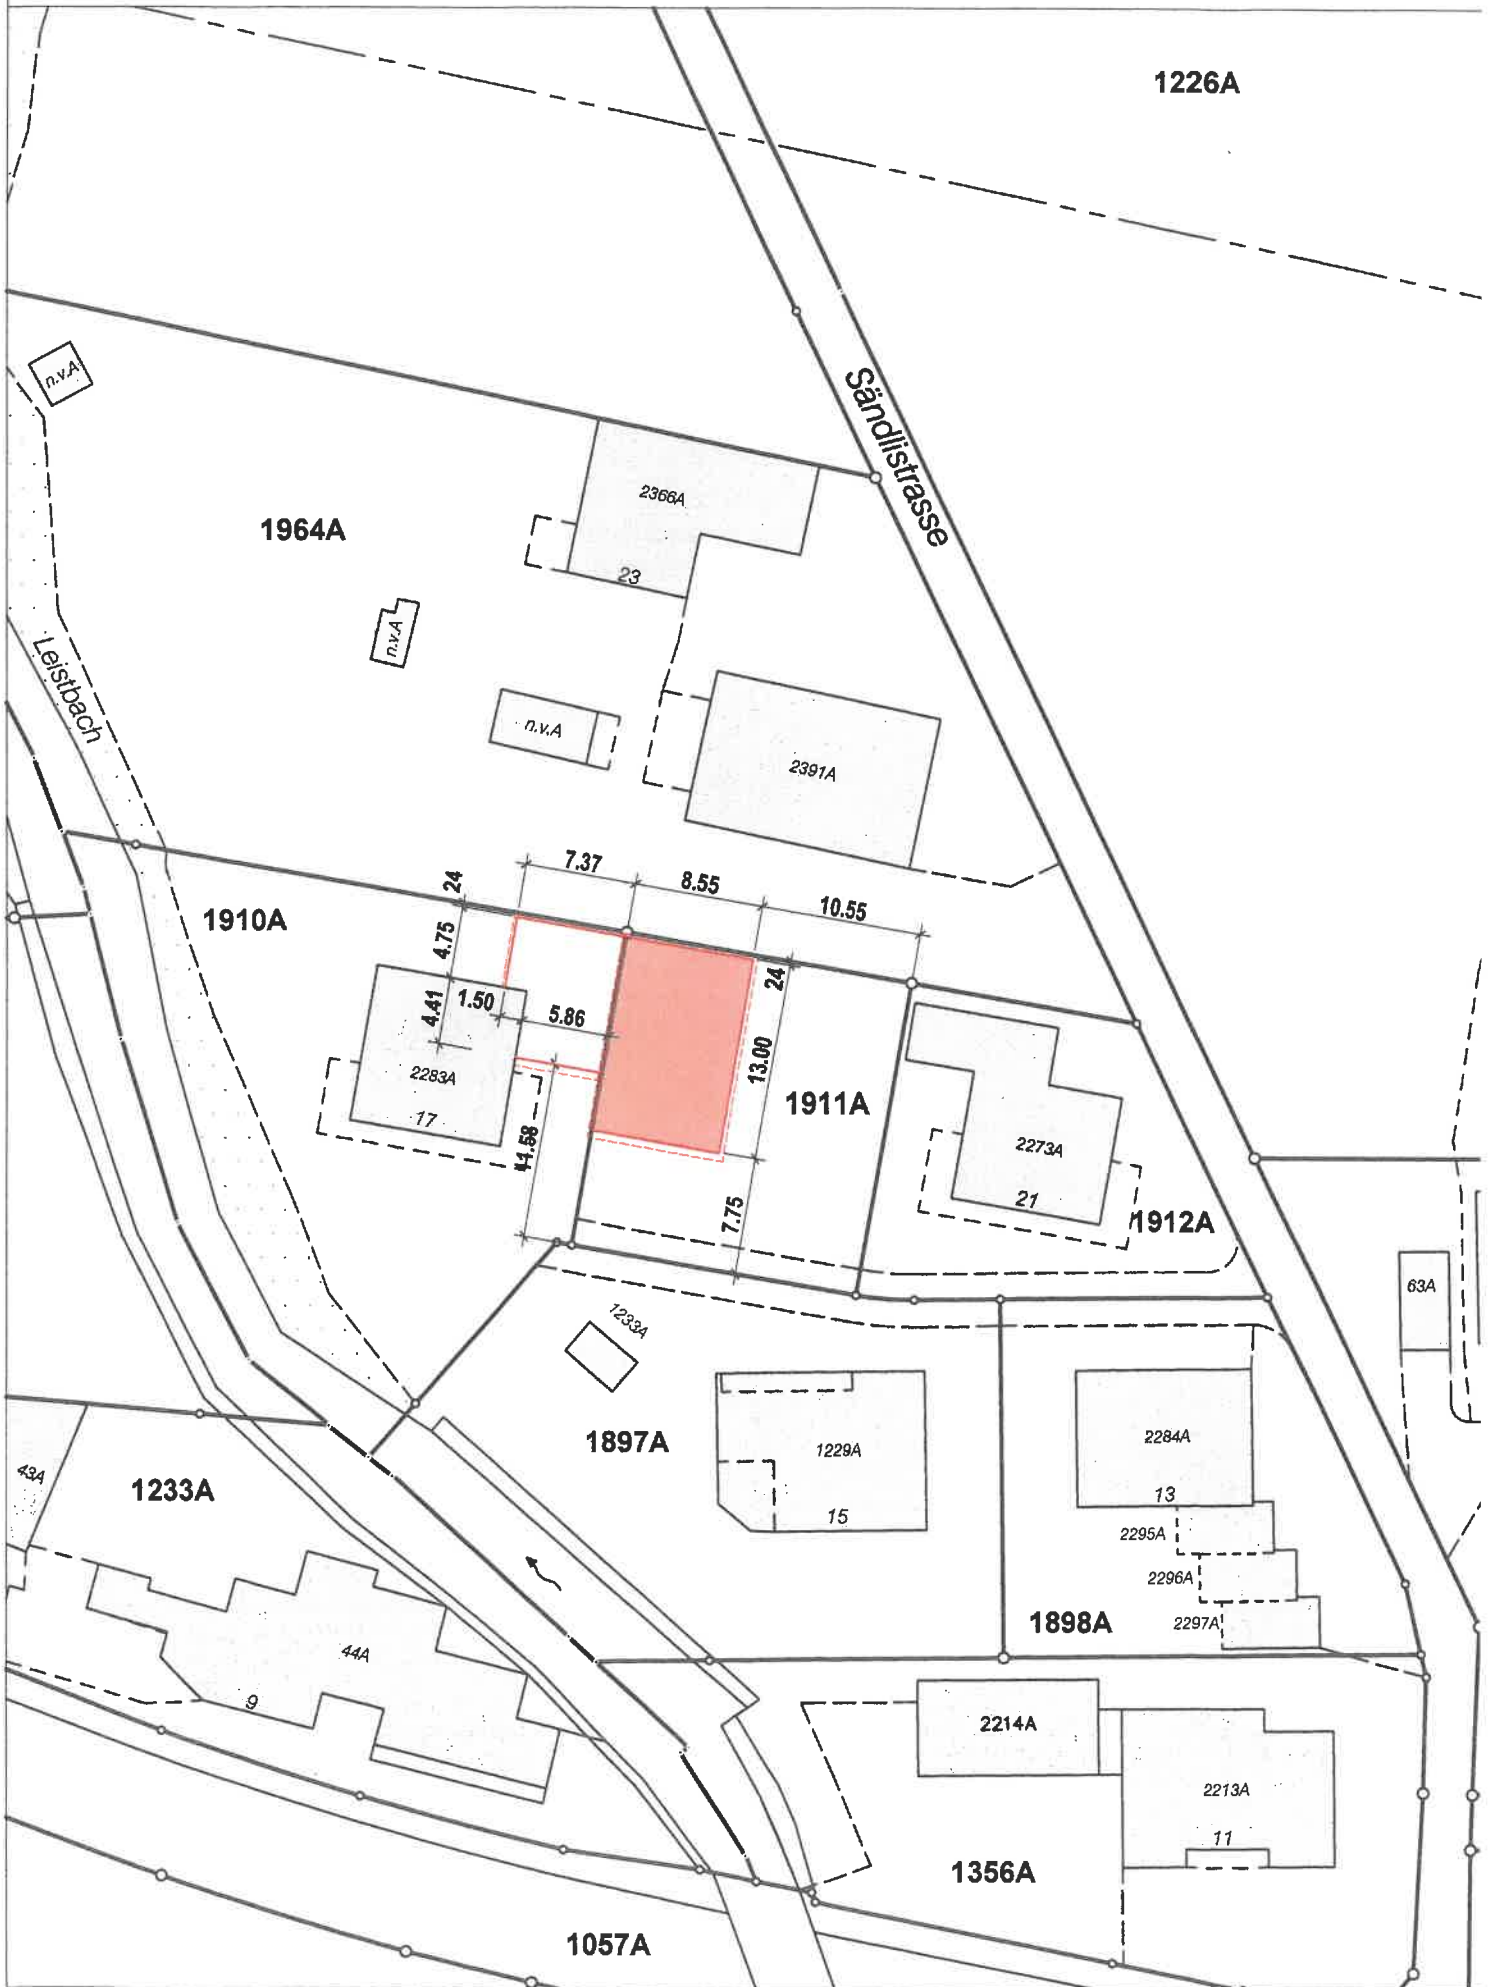 1226A
Sändlistrasse
n.v.A
2366A
1964A
23
n.v.A
Leistbach
n.v.A
2391A
7.37
8.55
10.55
24
1910A
4.75
24
4.41
1.50
5.86
13.00
2283A
17
1911A
11.58
2273A
21
1912A
7.75
63A
1233A
1897A
1229A
15
2284A
13
43A
1233A
2295A
2296A
2297A
1898A
44A
9
2214A
2213A
11
1356A
1057A